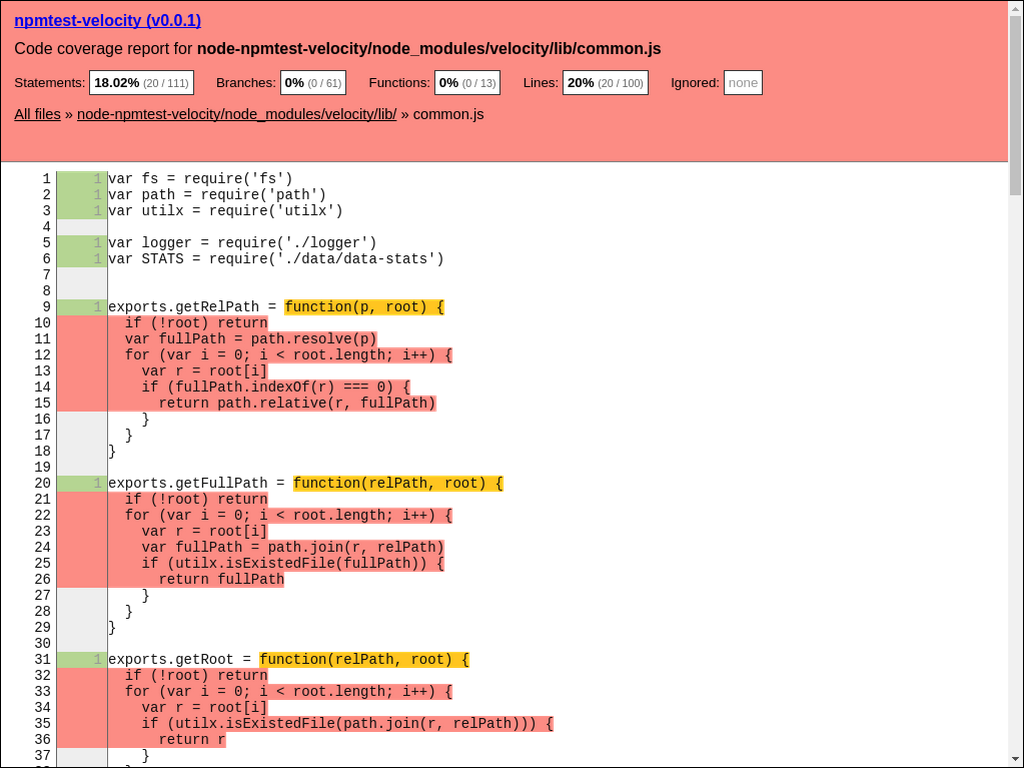 npmtest-velocity (v0.0.1)
Code coverage report for node-npmtest-velocity/node_modules/velocity/lib/common.js
Statements: 18.02% (20 / 111) Branches: 0% (0 / 61) Functions: 0% (0 / 13) Lines: 20% (20 / 100) Ignored: none
All files » node-npmtest-velocity/node_modules/velocity/lib/ » common.js
1 1 var fs = require('fs')
2 1 var path = require('path')
3 1 var utilx = require('utilx')
4
5 1 var logger = require('./logger')
6 1 var STATS = require('./data/data-stats')
7
8
9 1 exports.getRelPath = function(p, root) {
10   if (!root) return
11   var fullPath = path.resolve(p)
12   for (var i = 0; i < root.length; i++) {
13     var r = root[i]
14     if (fullPath.indexOf(r) === 0) {
15       return path.relative(r, fullPath)
16     }
17   }
18 }
19
20 1 exports.getFullPath = function(relPath, root) {
21   if (!root) return
22   for (var i = 0; i < root.length; i++) {
23     var r = root[i]
24     var fullPath = path.join(r, relPath)
25     if (utilx.isExistedFile(fullPath)) {
26       return fullPath
27     }
28   }
29 }
30
31 1 exports.getRoot = function(relPath, root) {
32   if (!root) return
33   for (var i = 0; i < root.length; i++) {
34     var r = root[i]
35     if (utilx.isExistedFile(path.join(r, relPath))) {
36       return r
37     }